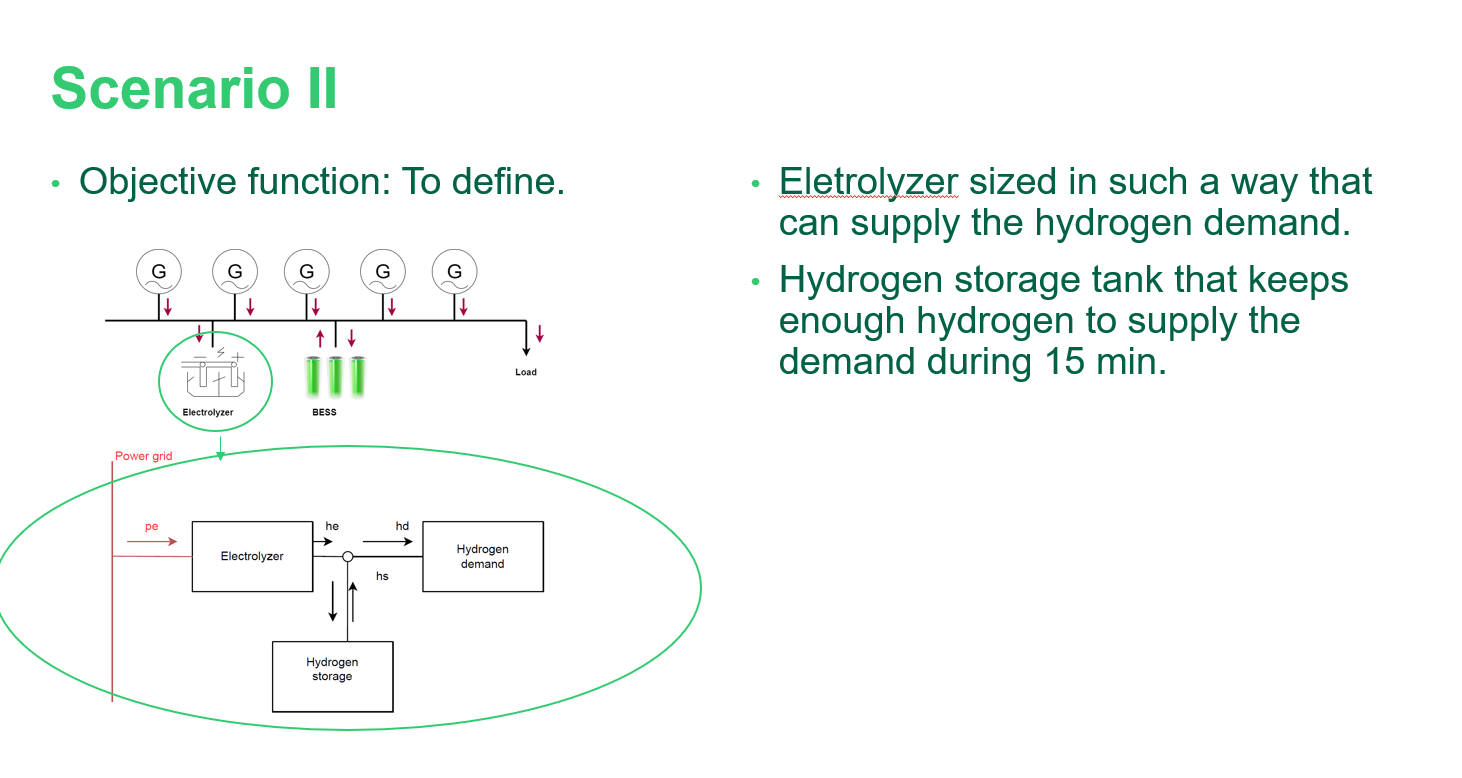 Scenario II
• Objective function: To define.
G G G G G
Electrolyzer
BESS
Load
Power grid
pe
Electrolyzer
he
hd
Hydrogen
demand
hs
Hydrogen
storage
• Eletrolyzer sized in such a way that
can supply the hydrogen demand.
• Hydrogen storage tank that keeps
enough hydrogen to supply the
demand during 15 min.